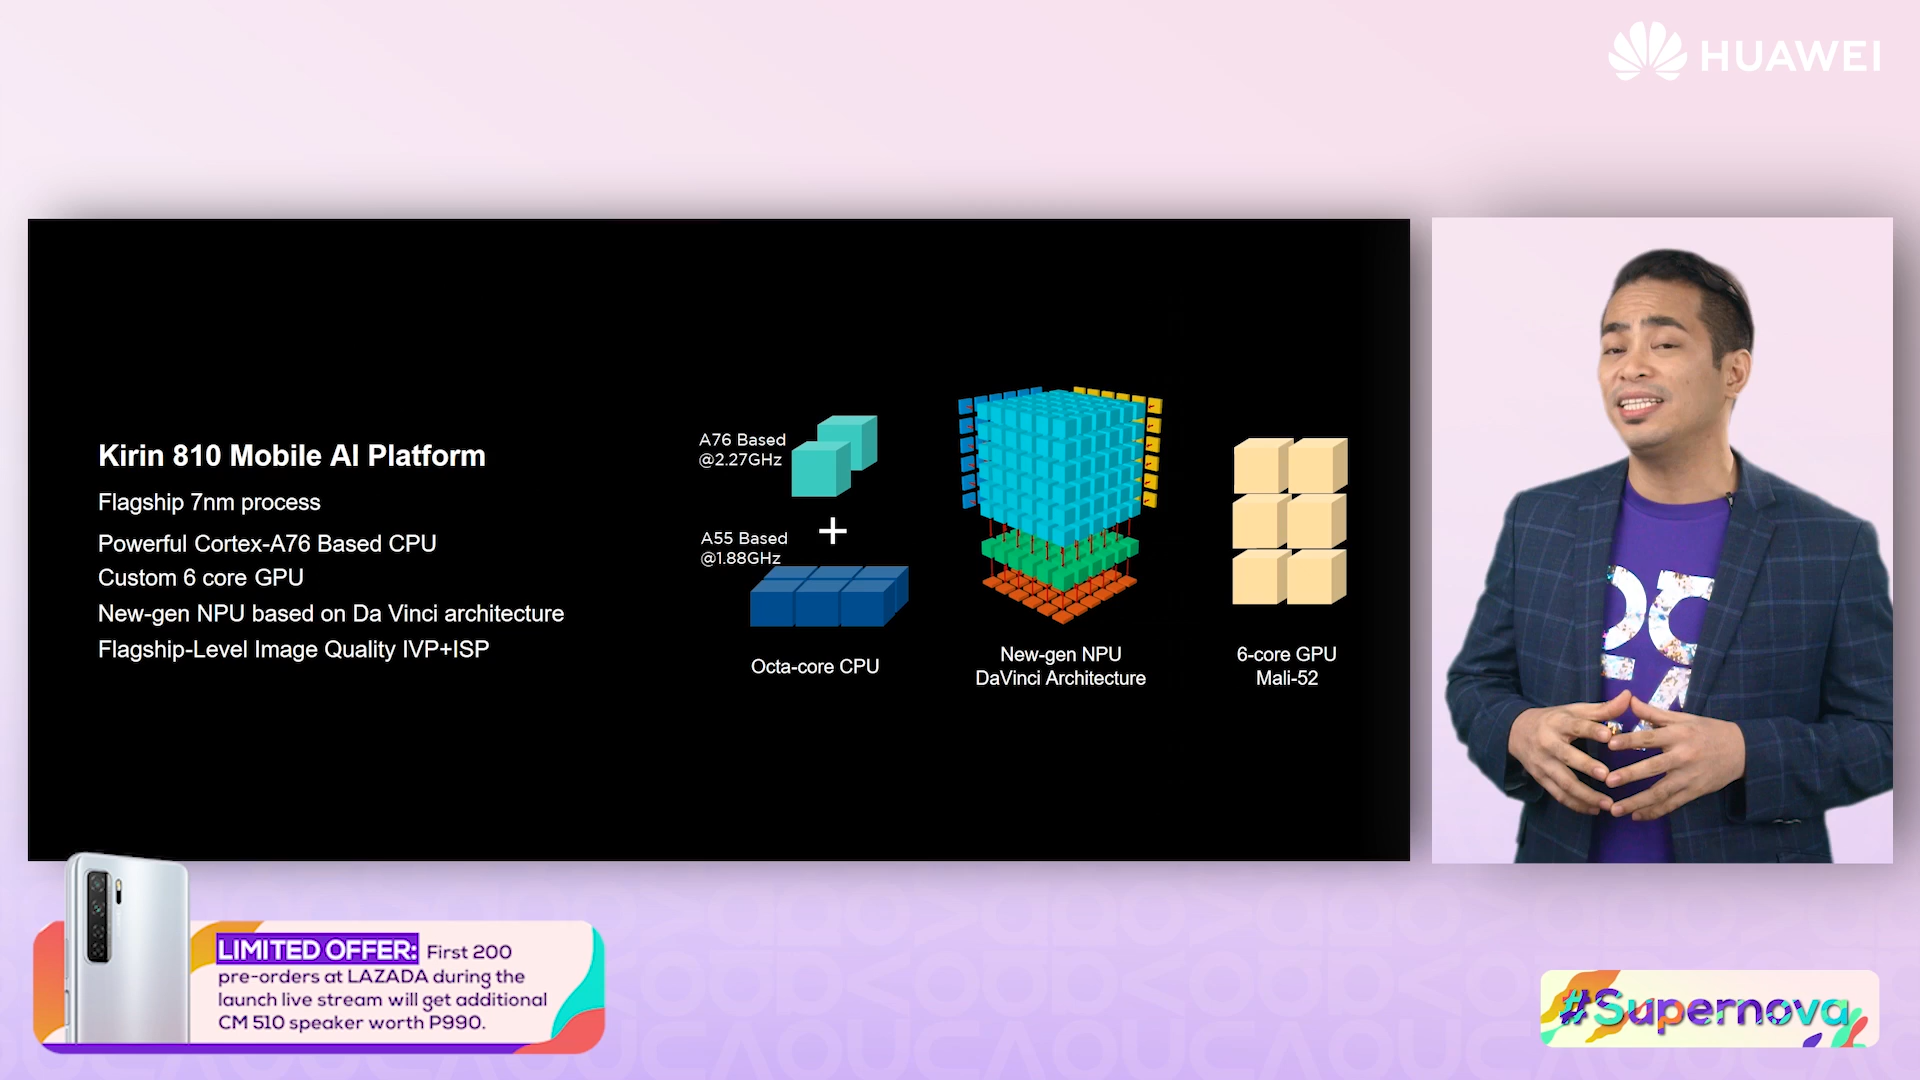 HUAWEI
Kirin 810 Mobile AI Platform
Flagship 7nm process
Powerful Cortex-A76 Based CPU
Custom 6 core GPU
New-gen NPU based on Da Vinci architecture
Flagship-Level Image Quality IVP+ISP
A76 Based
@2.27GHz
+
A55 Based
@1.88GHz
Octa-core CPU
New-gen NPU
DaVinci Architecture
6-core GPU
Mali-52
LIMITED OFFER: First 200
pre-orders at LAZADA during the
launch live stream will get additional
CM 510 speaker worth P990.
#Supernova